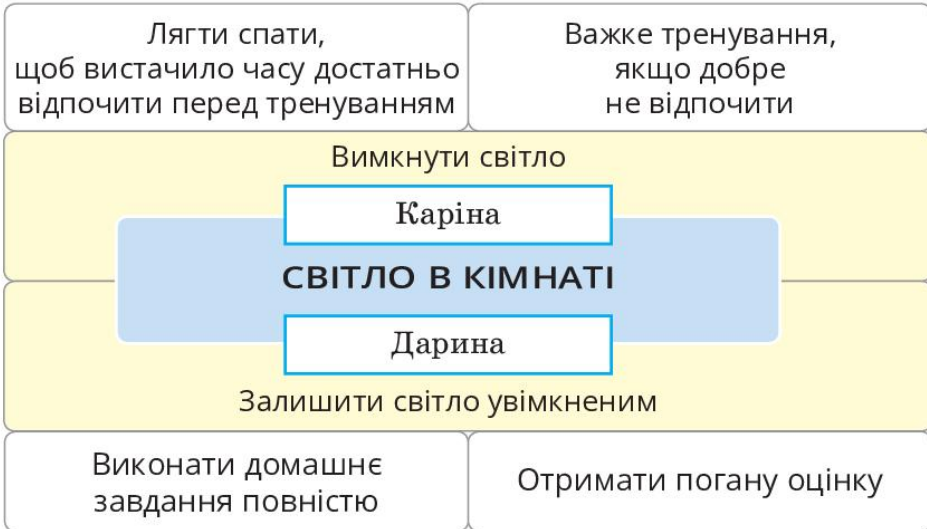 Лягти спати,
щоб вистачило часу достатньо
відпочити перед тренуванням
Важке тренування,
якщо добре
не відпочити
Вимкнути світло
Каріна
СВІТЛО В КІМНАТІ
Дарина
Залишити світло увімкненим
Виконати домашнє
завдання повністю
Отримати погану оцінку